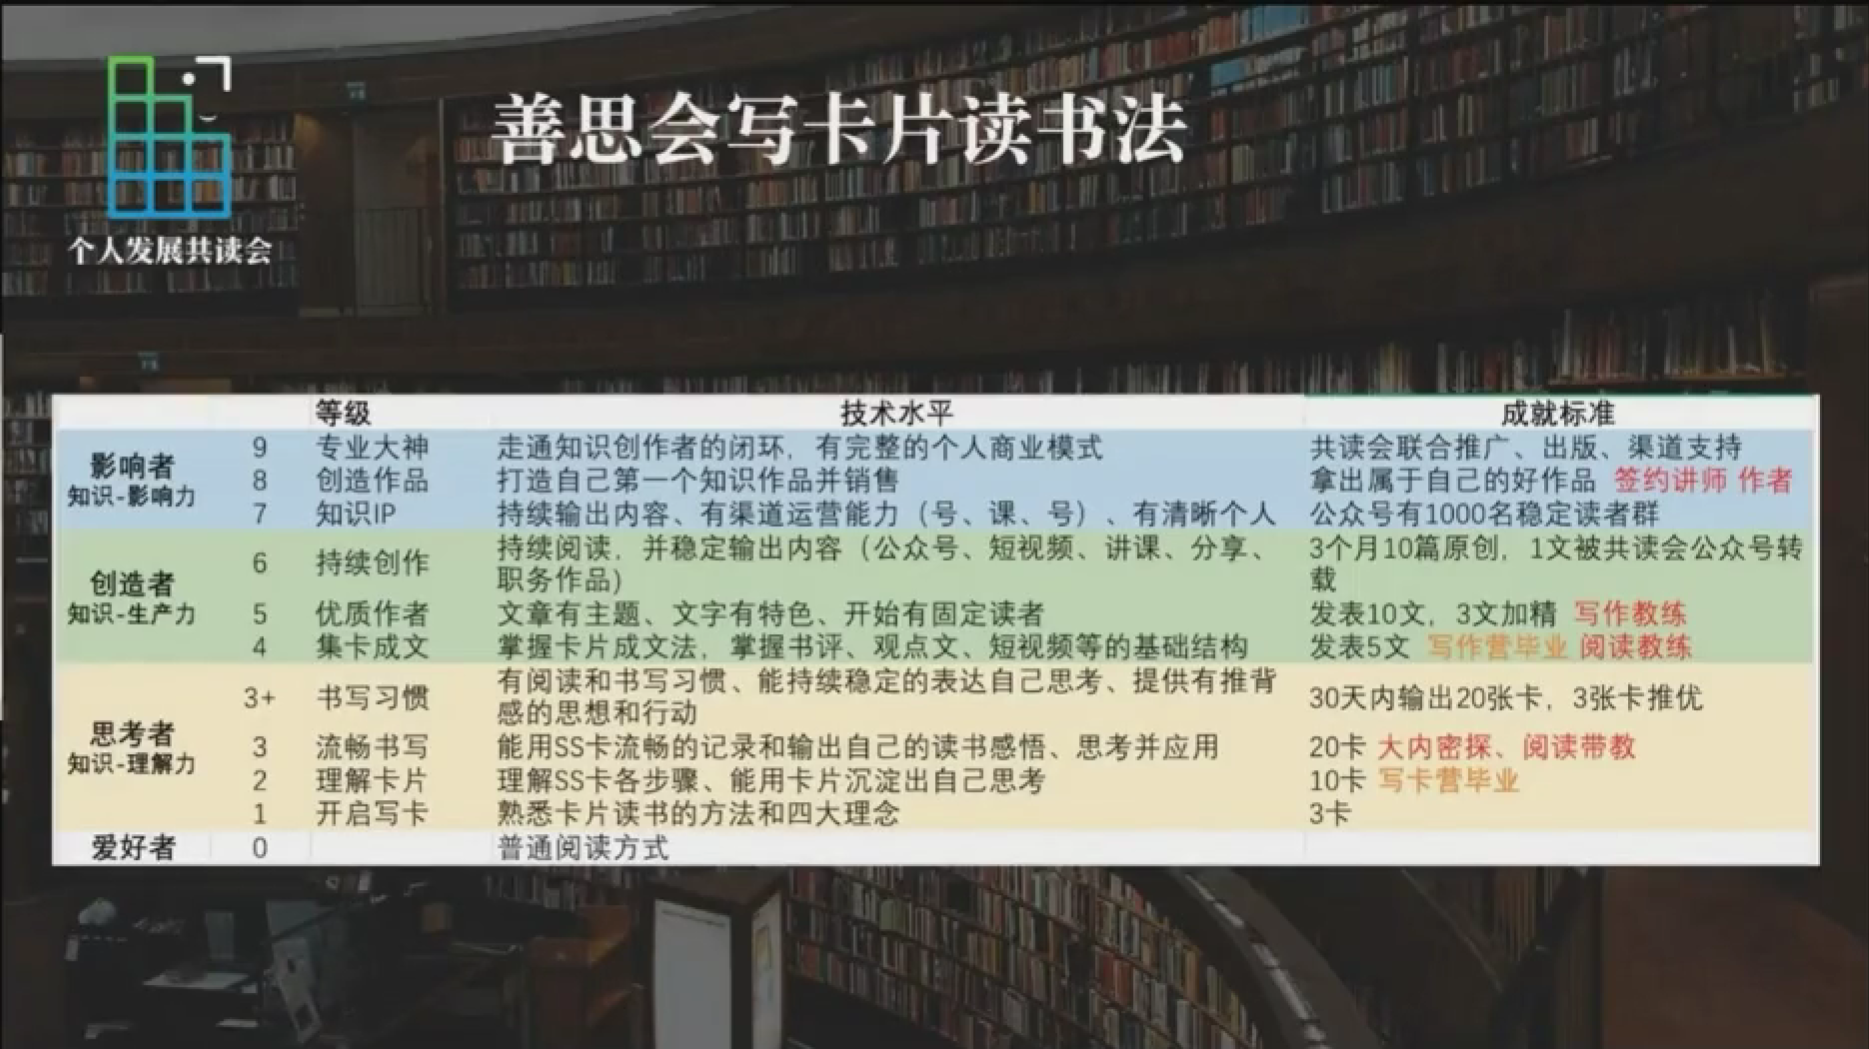 善思会写卡片读书法
个人发展共读会
等级 技术水平 成就标准
影响者
知识-影响力
9 专业大神 走通知识创作者的闭环，有完整的个人商业模式 共读会联合推广、出版、渠道支持
8 创造作品 打造自己第一个知识作品并销售 拿出属于自己的好作品 签约讲师 作者
7 知识IP 持续输出内容、有渠道运营能力（号、课、号）、有清晰个人 公众号有1000名稳定读者群
创造者
知识-生产力
6 持续创作 持续阅读，并稳定输出内容（公众号、短视频、讲课、分享、
职务作品） 3个月10篇原创，1文被共读会公众号转
载
5 优质作者 文章有主题、文字有特色、开始有固定读者 发表10文，3文加精 写作教练
4 集卡成文 掌握卡片成文法，掌握书评、观点文、短视频等的基础结构 发表5文 写作营毕业 阅读教练
思考者
知识-理解力
3+ 书写习惯 有阅读和书写习惯、能持续稳定的表达自己思考、提供有推背
感的思想和行动 30天内输出20张卡，3张卡推优
3 流畅书写 能用SS卡流畅的记录和输出自己的读书感悟、思考并应用 20卡 大内密探、阅读带教
2 理解卡片 理解SS卡各步骤、能用卡片沉淀出自己思考 10卡 写卡营毕业
1 开启写卡 熟悉卡片读书的方法和四大理念 3卡
爱好者 0 普通阅读方式